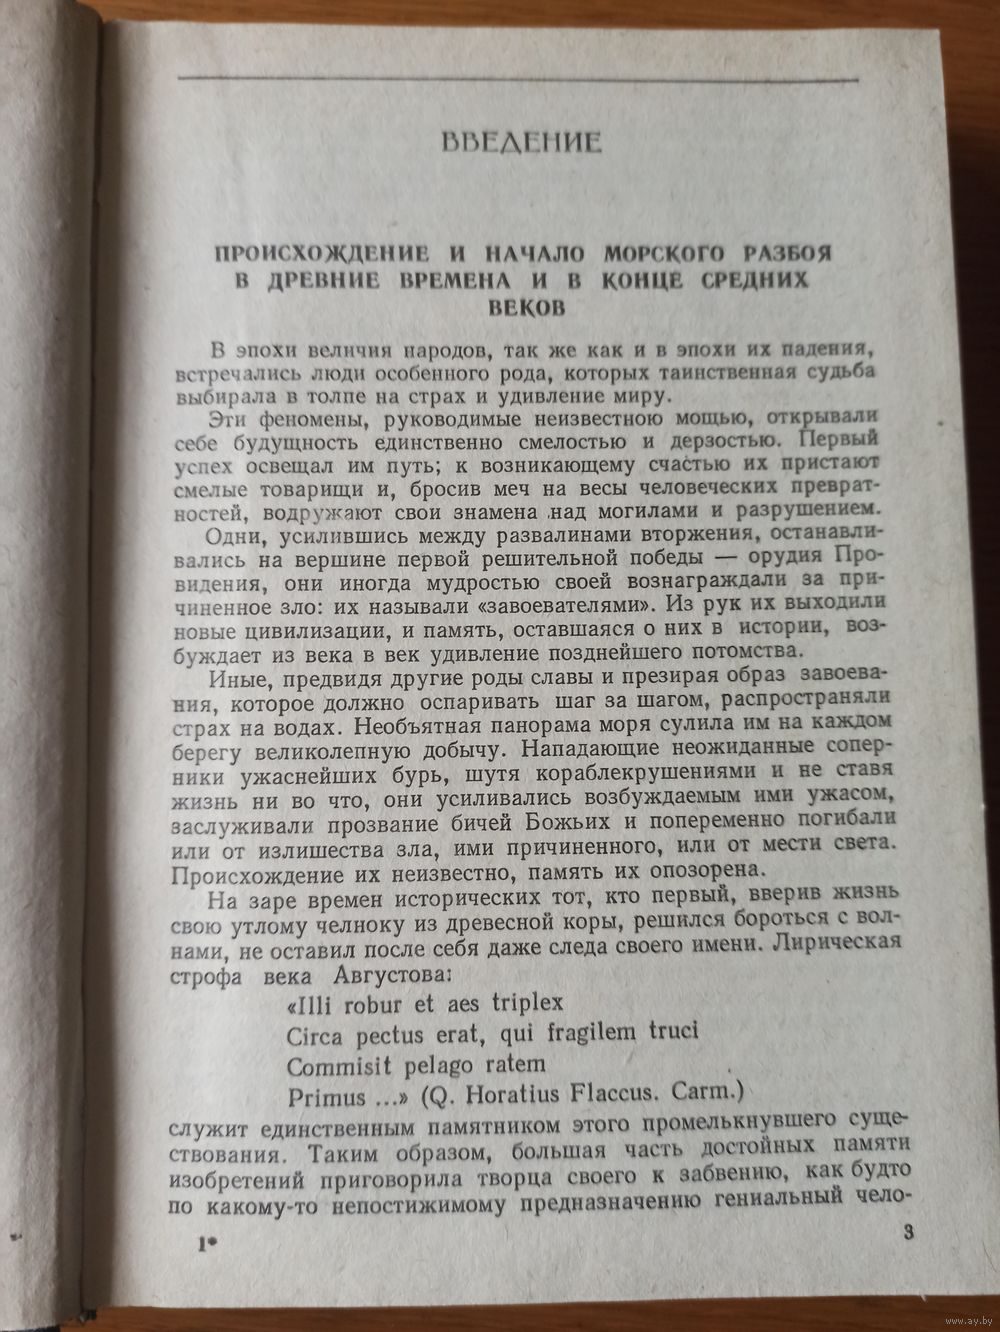 ВВЕДЕНИЕ
ПРОИСХОЖДЕНИЕ И НАЧАЛО МОРСКОГО РАЗБОЯ
В ДРЕВНИЕ ВРЕМЕНА И В КОНЦЕ СРЕДНИХ
ВЕКОВ
В эпохи величия народов, так же как и в эпохи их падения,
встречались люди особенного рода, которых таинственная судьба
выбирала в толпе на страх и удивление миру.
Эти феномены, руководимые неизвестною мощью, открывали
себе будущность единственно смелостью и дерзостью. Первый
успех освещал им путь; к возникающему счастью их пристают
смелые товарищи и, бросив меч на весы человеческих преврат-
ностей, водружают свои знамена над могилами и разрушением.
Одни, усилившись между развалинами вторжения, останавли-
вались на вершине первой решительной победы — орудия Про-
видения, они иногда мудростью своей вознаграждали за при-
чиненное зло: их называли «завоевателями». Из рук их выходили
новые цивилизации, и память, оставшаяся о них в истории, воз-
буждает из века в век удивление позднейшего потомства.
Иные, предвидя другие роды славы и презирая образ завоева-
ния, которое должно оспаривать шаг за шагом, распространяли
страх на водах. Необъятная панорама моря сулила им на каждом
берегу великолепную добычу. Нападающие неожиданные сопер-
ники ужаснейших бурь, шутя кораблекрушениями и не ставя
жизнь ни во что, они усиливались возбуждаемым ими ужасом,
заслуживали прозвание бичей Божьих и попеременно погибали
или от излишества зла, ими причиненного, или от мести света.
Происхождение их неизвестно, память их опозорена.
На заре времен исторических тот, кто первый, вверив жизнь
свою утлому челноку из древесной коры, решился бороться с вол-
нами, не оставил после себя даже следа своего имени. Лирическая
строфа века Августова:
«Illi robur et aes triplex
Circa pectus erat, qui fragilem truci
Commisit pelago ratem
Primus ...» (Q. Horatius Flaccus. Carm.)
служит единственным памятником этого промелькнувшего суще-
ствования. Таким образом, большая часть достойных памяти
изобретений приговорила творца своего к забвению, как будто
по какому-то непостижимому предназначению гениальный чело-
1*
3
www.ay.by